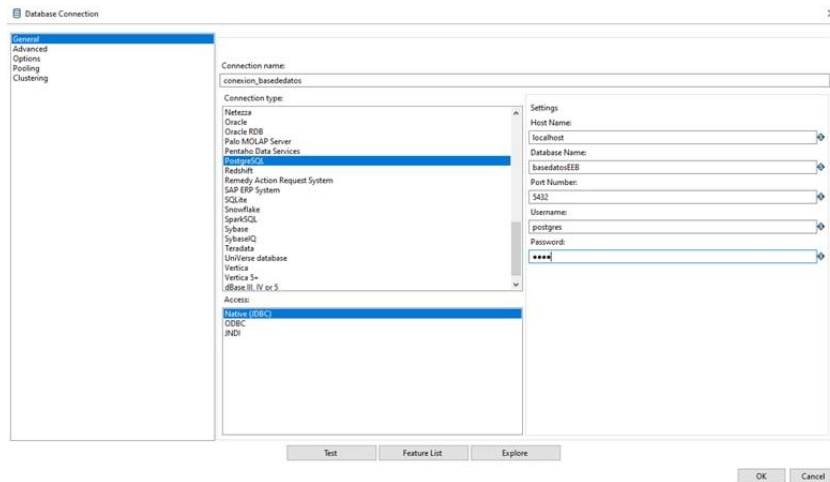 Database Connection
General
Advanced
Options
Pooling
Clustering
Connection name:
conexion_basededatos
Connection type:
Netezza
Oracle
Oracle RDB
Palo MOLAP Server
Pentaho Data Services
PostgreSQL
Redshift
Remedy Action Request System
SAP ERP System
SQLite
Snowflake
SparkSQL
Sybase
SybaseIQ
Teradata
UniVerse database
Vertica
Vertica 5+
dBase III, IV or 5
Access:
Native (JDBC)
ODBC
JNDI
Settings
Host Name:
localhost
Database Name:
basedatosEEB
Port Number:
5432
Username:
postgres
Password:
••••
Test
Feature List
Explore
OK
Cancel